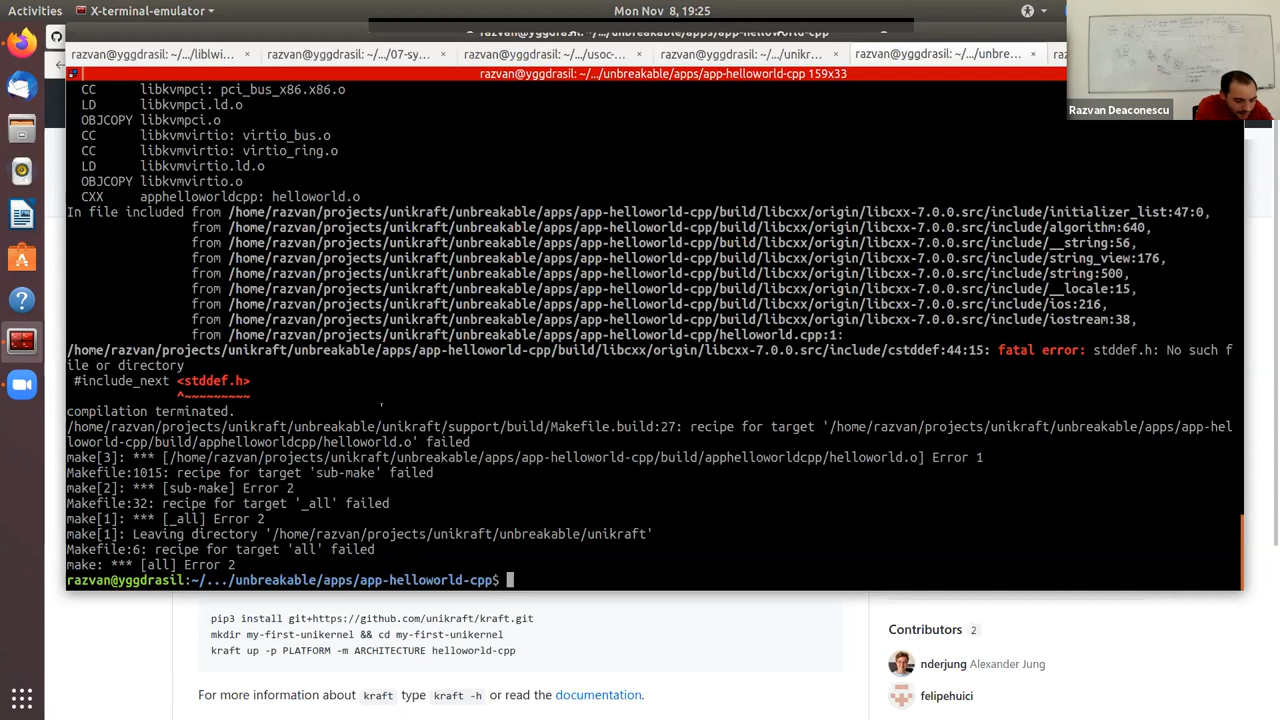 Activities
X-terminal-emulator
Mon Nov 8, 19:25
razvan@yggdrasil: ~/.../liblwi...
razvan@yggdrasil: ~/.../07-sy...
razvan@yggdrasil: ~/.../usoc-...
razvan@yggdrasil: ~/.../unikr...
razvan@yggdrasil: ~/.../unbre...
razvan@yggdrasil: ~/.../unbreakable/apps/app-helloworld-cpp 159x33
Razvan Deaconescu
CC libkvmpci: pci_bus_x86.x86.o
LD libkvmpci.ld.o
OBJCOPY libkvmpci.o
CC libkvmvirtio: virtio_bus.o
CC libkvmvirtio: virtio_ring.o
LD libkvmvirtio.ld.o
OBJCOPY libkvmvirtio.o
CXX apphelloworldcpp: helloworld.o
In file included from /home/razvan/projects/unikraft/unbreakable/apps/app-helloworld-cpp/build/libcxx/origin/libcxx-7.0.0.src/include/initializer_list:47:0,
from /home/razvan/projects/unikraft/unbreakable/apps/app-helloworld-cpp/build/libcxx/origin/libcxx-7.0.0.src/include/algorithm:640,
from /home/razvan/projects/unikraft/unbreakable/apps/app-helloworld-cpp/build/libcxx/origin/libcxx-7.0.0.src/include/__string:56,
from /home/razvan/projects/unikraft/unbreakable/apps/app-helloworld-cpp/build/libcxx/origin/libcxx-7.0.0.src/include/string_view:176,
from /home/razvan/projects/unikraft/unbreakable/apps/app-helloworld-cpp/build/libcxx/origin/libcxx-7.0.0.src/include/string:500,
from /home/razvan/projects/unikraft/unbreakable/apps/app-helloworld-cpp/build/libcxx/origin/libcxx-7.0.0.src/include/__locale:15,
from /home/razvan/projects/unikraft/unbreakable/apps/app-helloworld-cpp/build/libcxx/origin/libcxx-7.0.0.src/include/ios:216,
from /home/razvan/projects/unikraft/unbreakable/apps/app-helloworld-cpp/build/libcxx/origin/libcxx-7.0.0.src/include/iostream:38,
from /home/razvan/projects/unikraft/unbreakable/apps/app-helloworld-cpp/helloworld.cpp:1:
/home/razvan/projects/unikraft/unbreakable/apps/app-helloworld-cpp/build/libcxx/origin/libcxx-7.0.0.src/include/cstddef:44:15: fatal error: stddef.h: No such f
ile or directory
#include_next <stddef.h>
^~~~~~~~~~
compilation terminated.
/home/razvan/projects/unikraft/unbreakable/unikraft/support/build/Makefile.build:27: recipe for target '/home/razvan/projects/unikraft/unbreakable/apps/app-hel
loworld-cpp/build/apphelloworldcpp/helloworld.o' failed
make[3]: *** [/home/razvan/projects/unikraft/unbreakable/apps/app-helloworld-cpp/build/apphelloworldcpp/helloworld.o] Error 1
Makefile:1015: recipe for target 'sub-make' failed
make[2]: *** [sub-make] Error 2
Makefile:32: recipe for target '_all' failed
make[1]: *** [_all] Error 2
make[1]: Leaving directory '/home/razvan/projects/unikraft/unbreakable/unikraft'
Makefile:6: recipe for target 'all' failed
make: *** [all] Error 2
razvan@yggdrasil:~/.../unbreakable/apps/app-helloworld-cpp$
pip3 install git+https://github.com/unikraft/kraft.git
mkdir my-first-unikernel && cd my-first-unikernel
kraft up -p PLATFORM -m ARCHITECTURE helloworld-cpp
For more information about kraft type kraft -h or read the documentation.
Contributors 2
nderjung Alexander Jung
felipehuici